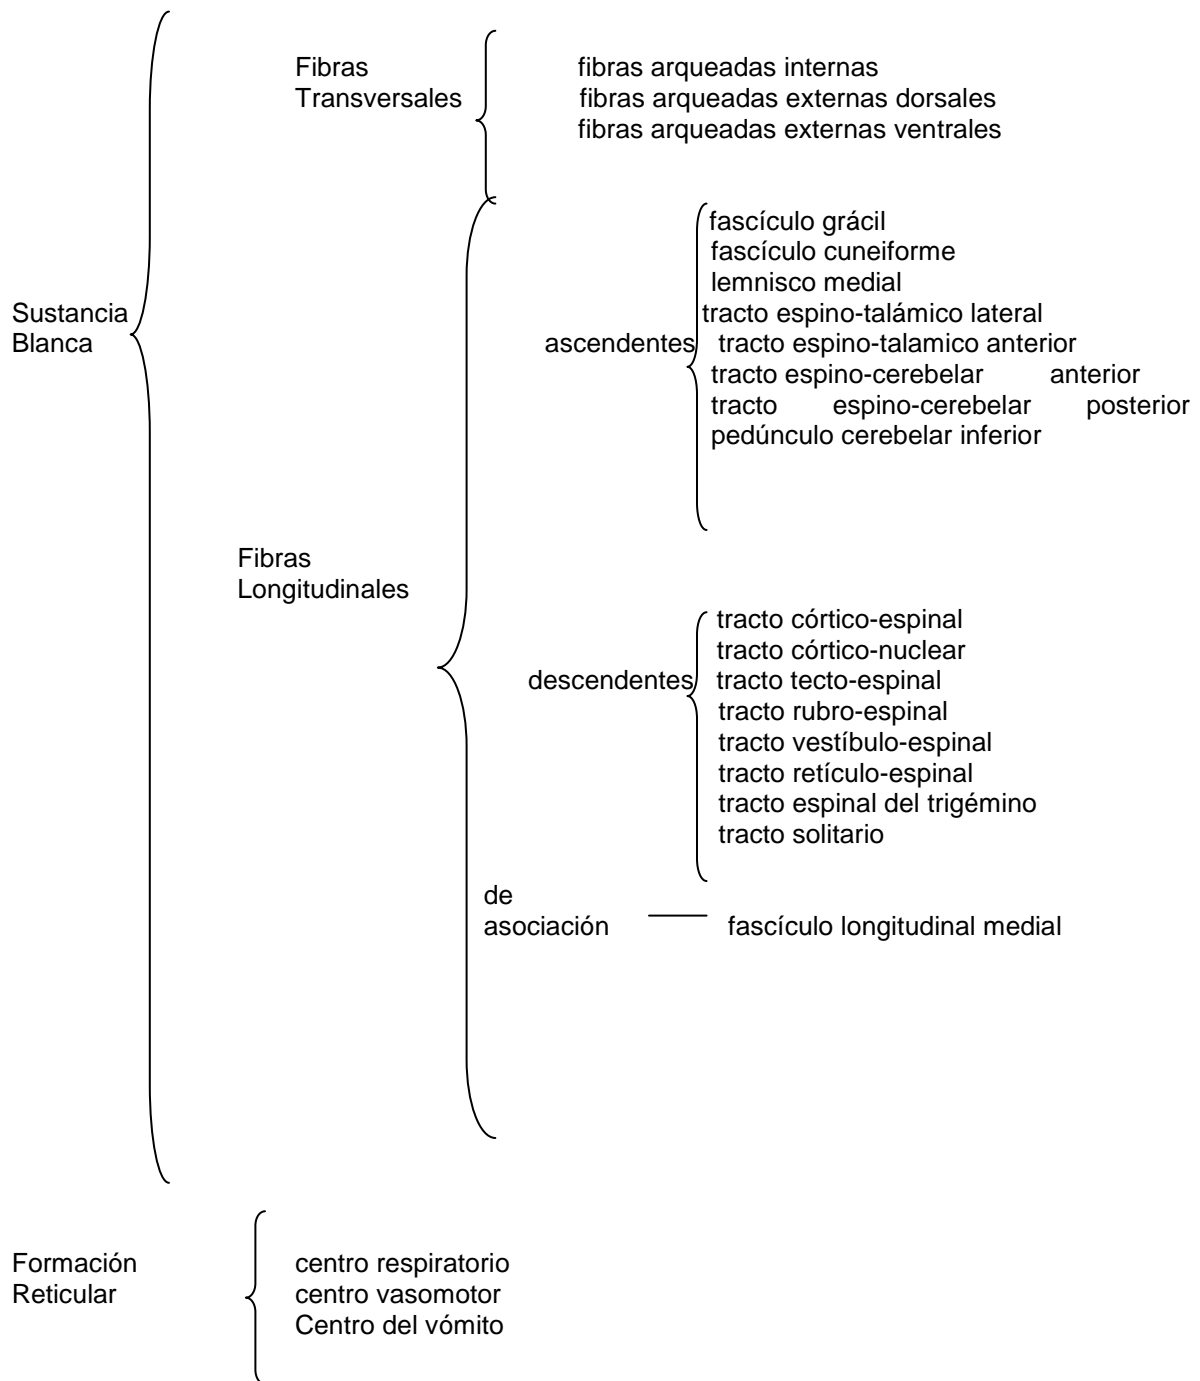 Fibras
Transversales
fibras arqueadas internas
fibras arqueadas externas dorsales
fibras arqueadas externas ventrales
Sustancia
Blanca
ascendentes
fascículo grácil
fascículo cuneiforme
lemnisco medial
tracto espino-talámico lateral
tracto espino-talamico anterior
tracto espino-cerebelar anterior
tracto espino-cerebelar posterior
pedúnculo cerebelar inferior
Fibras
Longitudinales
descendentes
tracto córtico-espinal
tracto córtico-nuclear
tracto tecto-espinal
tracto rubro-espinal
tracto vestíbulo-espinal
tracto retículo-espinal
tracto espinal del trigémino
tracto solitario
de
asociación
fascículo longitudinal medial
Formación
Reticular
centro respiratorio
centro vasomotor
Centro del vómito